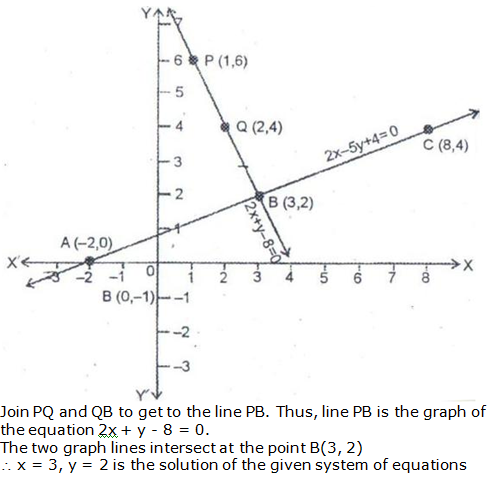 Y
7
6
P (1,6)
5
4
Q (2,4)
2x–5y+4=0
C (8,4)
3
2
B (3,2)
2x+y–8=0
1
A (–2,0)
X'
–3
–2
–1
0
1
2
3
4
5
6
7
8
X
B (0,–1)
–1
–2
–3
Y'
Join PQ and QB to get to the line PB. Thus, line PB is the graph of
the equation 2x + y - 8 = 0.
The two graph lines intersect at the point B(3, 2)
∴ x = 3, y = 2 is the solution of the given system of equations